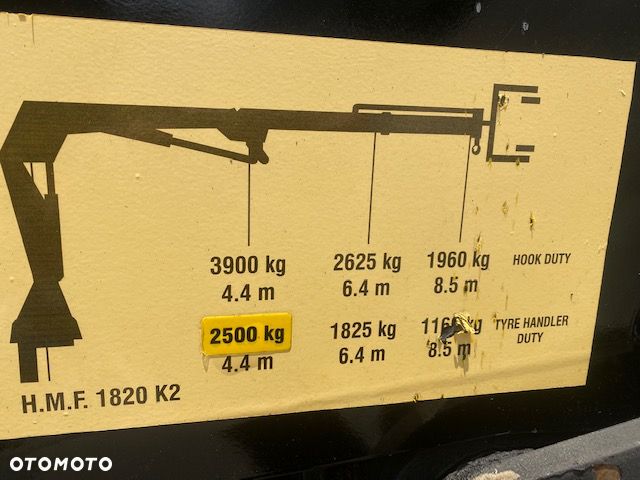 3900 kg 2625 kg 1960 kg HOOK DUTY
4.4 m 6.4 m 8.5 m
2500 kg 1825 kg TYRE HANDLER
4.4 m 6.4 m 8.5 m DUTY
H.M.F. 1820 K2
OTOMOTO